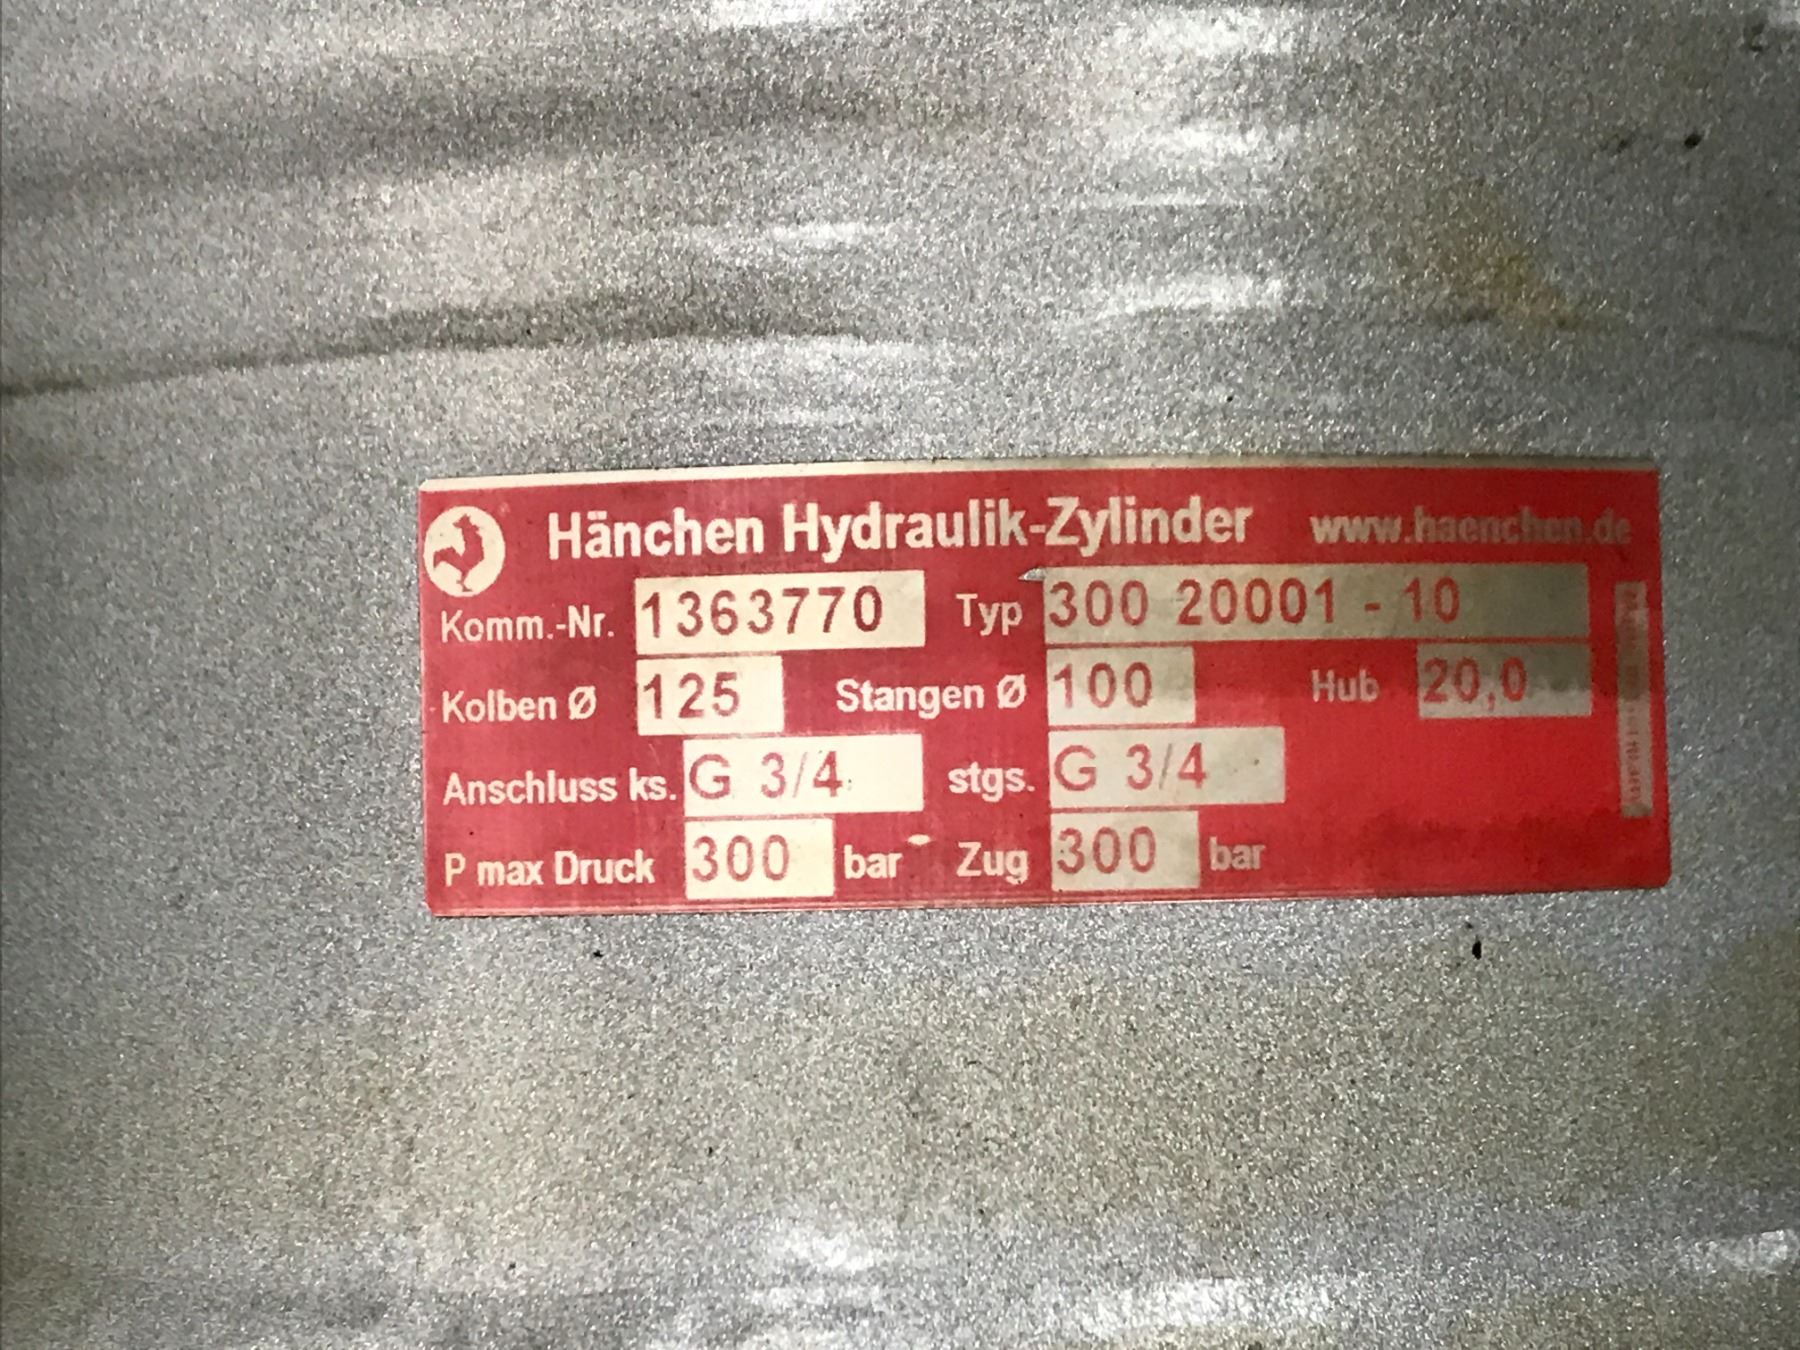 Hänchen Hydraulik-Zylinder www.haenchen.de
Komm.-Nr. 1363770 Typ 300 20001 - 10
Kolben Ø 125 Stangen Ø 100 Hub 20,0
Anschluss ks. G 3/4 stgs. G 3/4
P max Druck 300 bar Zug 300 bar